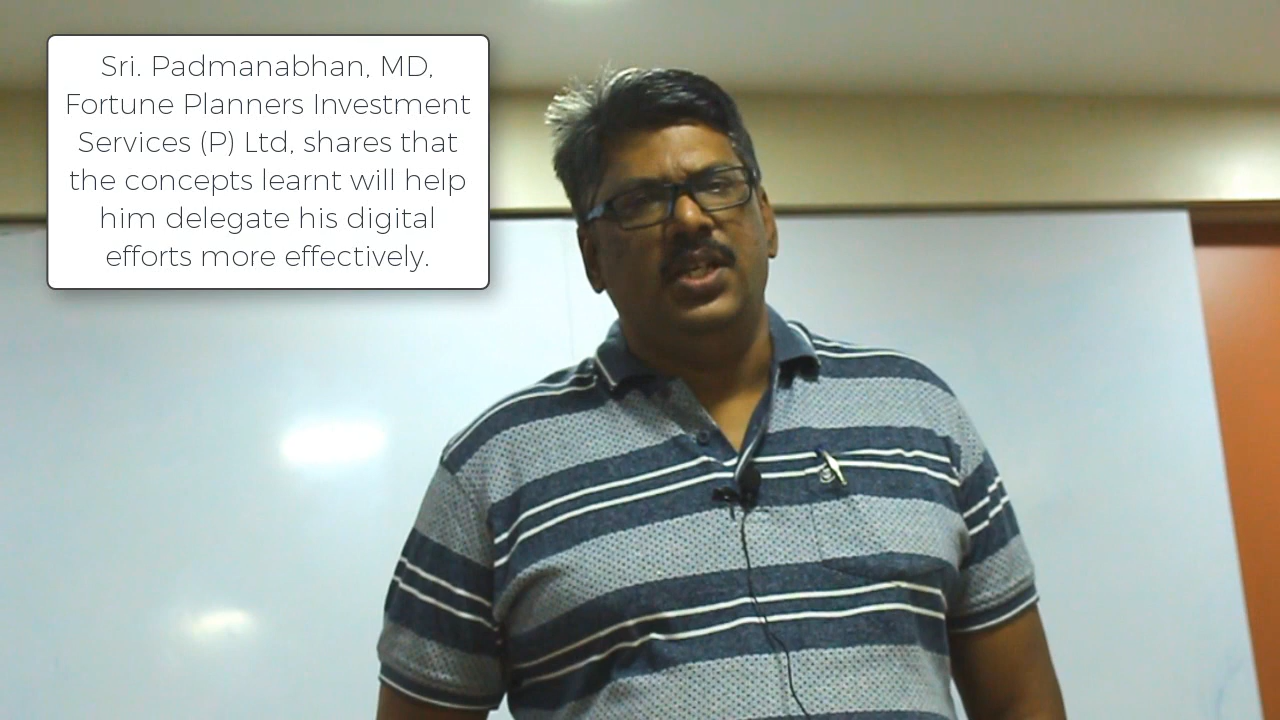 Sri. Padmanabhan, MD,
Fortune Planners Investment
Services (P) Ltd, shares that
the concepts learnt will help
him delegate his digital
efforts more effectively.